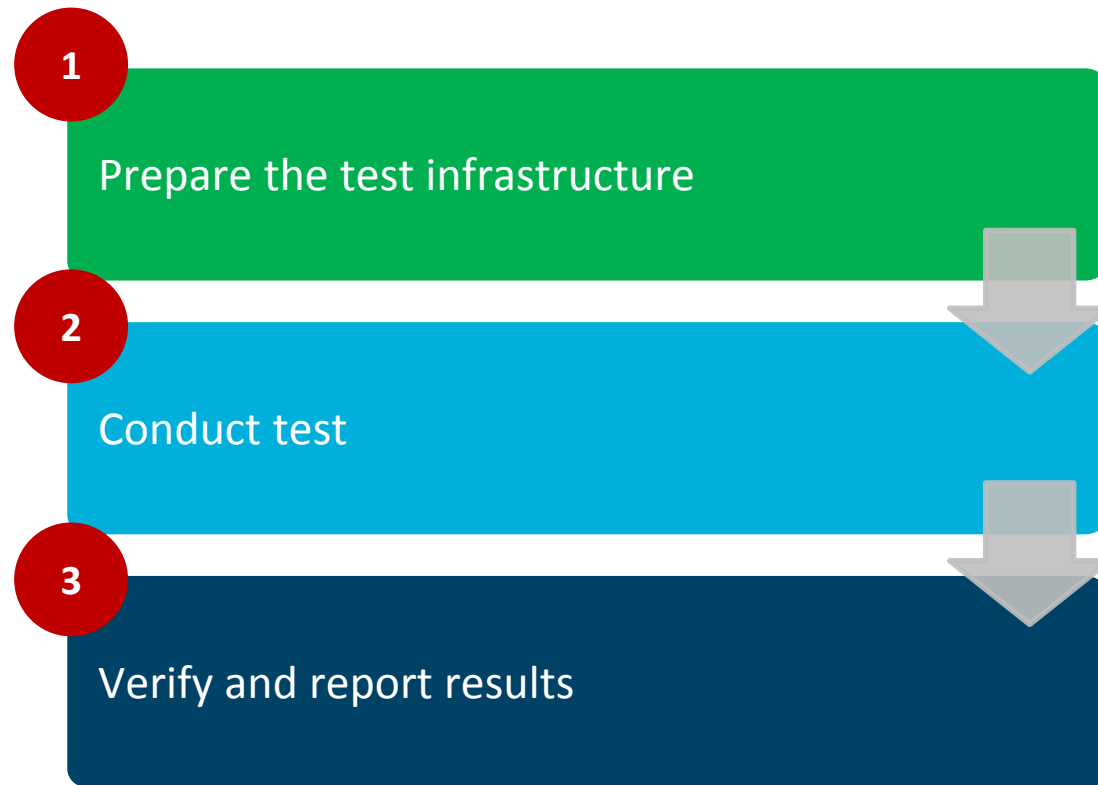 1
Prepare the test infrastructure
2
Conduct test
3
Verify and report results